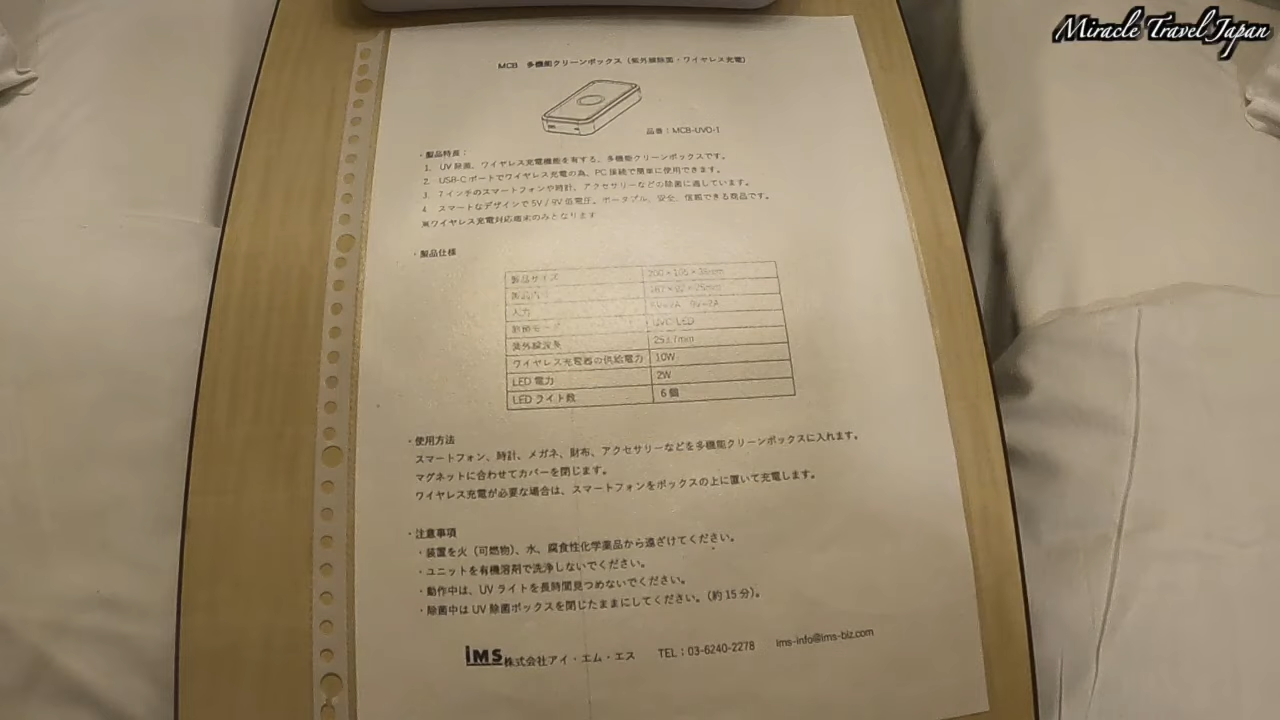 Miracle Travel Japan
MCB 多機能クリーンボックス（紫外線除菌・ワイヤレス充電）
品番：MCB-UVO-1
・製品特長：
1. UV 除菌、ワイヤレス充電機能を有する、多機能クリーンボックスです。
2. USB-C ポートでワイヤレス充電の為、PC 接続で簡単に使用できます。
3. 7 インチのスマートフォンや時計、アクセサリーなどの除菌に適しています。
4. スマートなデザインで 5V / 9V 低電圧。ポータブル、安全、信頼できる商品です。
※ワイヤレス充電対応端末のみとなります
・製品仕様
製品サイズ
入力 5V=2A 9V=2A
UVC LED
紫外線波長
ワイヤレス充電器の供給電力 10W
LED 電力 2W
LED ライト数 6 個
・使用方法
スマートフォン、時計、メガネ、財布、アクセサリーなどを多機能クリーンボックスに入れます。
マグネットに合わせてカバーを閉じます。
ワイヤレス充電が必要な場合は、スマートフォンをボックスの上に置いて充電します。
・注意事項
・装置を火（可燃物）、水、腐食性化学薬品から遠ざけてください。
・ユニットを有機溶剤で洗浄しないでください。
・動作中は、UV ライトを長時間見つめないでください。
・除菌中は UV 除菌ボックスを閉じたままにしてください。（約 15 分）。
ims 株式会社アイ・エム・エス TEL：03-6240-2278 ims-info@ims-biz.com